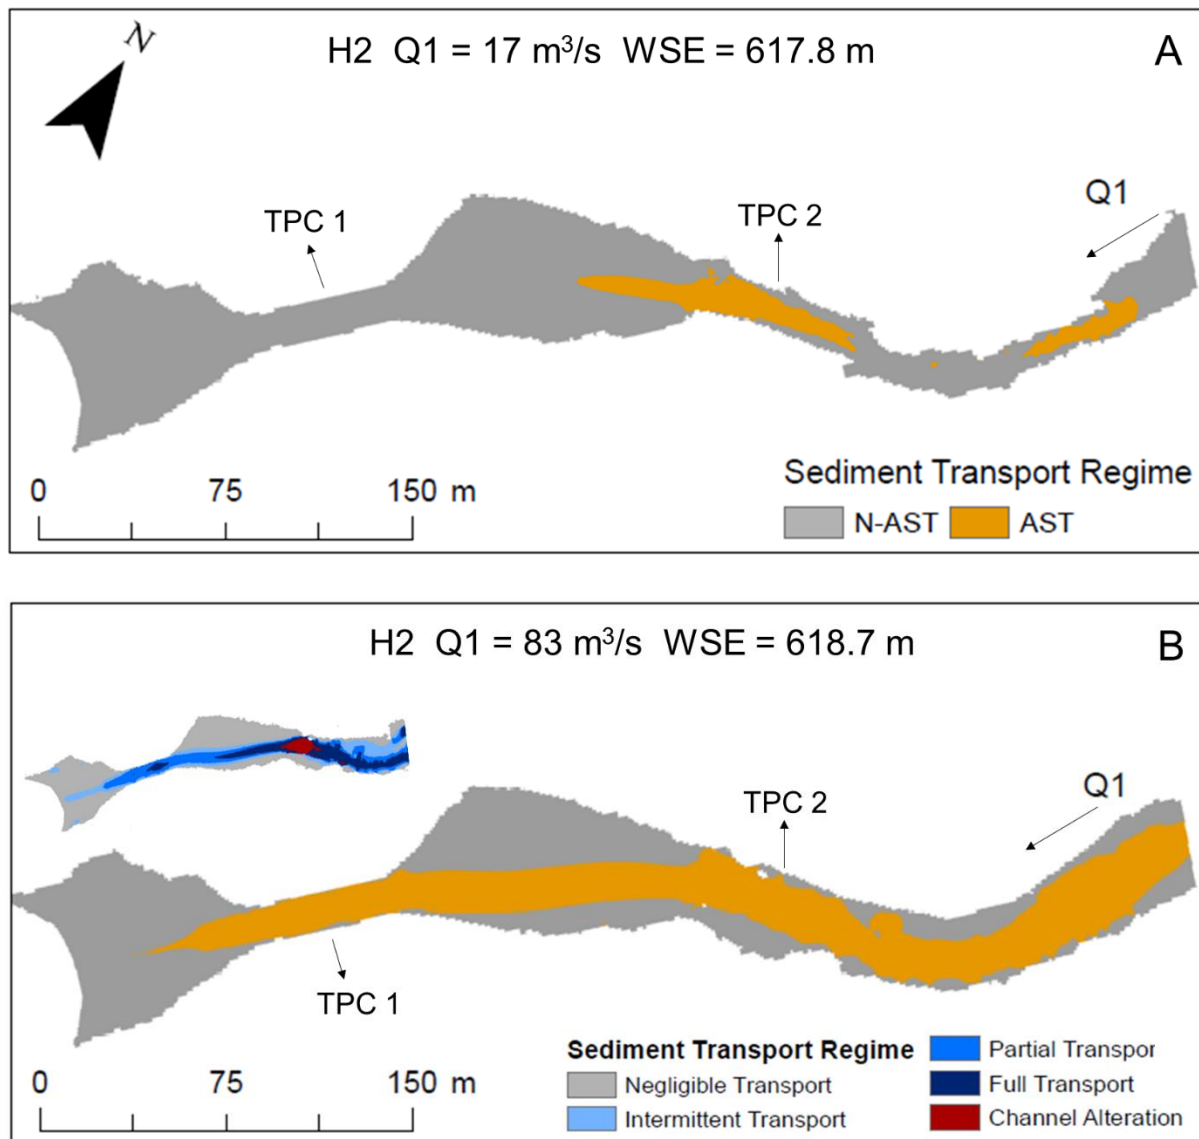 N
H2 Q1 = 17 m³/s WSE = 617.8 m
A
TPC 1
TPC 2
Q1
Sediment Transport Regime
N-AST AST
0 75 150 m
H2 Q1 = 83 m³/s WSE = 618.7 m
B
TPC 2
Q1
TPC 1
Sediment Transport Regime
Negligible Transport
Intermittent Transport
Partial Transpor
Full Transport
Channel Alteration
0 75 150 m